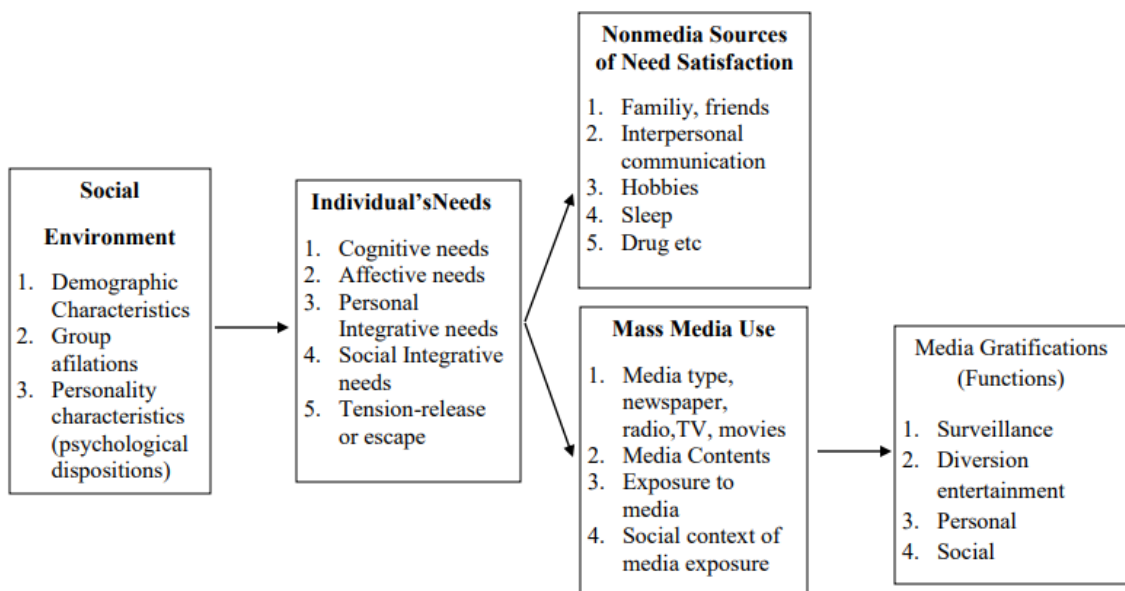 Social
Environment
1. Demographic
Characteristics
2. Group
afilations
3. Personality
characteristics
(psychological
dispositions)
Individual'sNeeds
1. Cognitive needs
2. Affective needs
3. Personal
Integrative needs
4. Social Integrative
needs
5. Tension-release
or escape
Nonmedia Sources
of Need Satisfaction
1. Familiy, friends
2. Interpersonal
communication
3. Hobbies
4. Sleep
5. Drug etc
Mass Media Use
1. Media type,
newspaper,
radio,TV, movies
2. Media Contents
3. Exposure to
media
4. Social context of
media exposure
Media Gratifications
(Functions)
1. Surveillance
2. Diversion
entertainment
3. Personal
4. Social